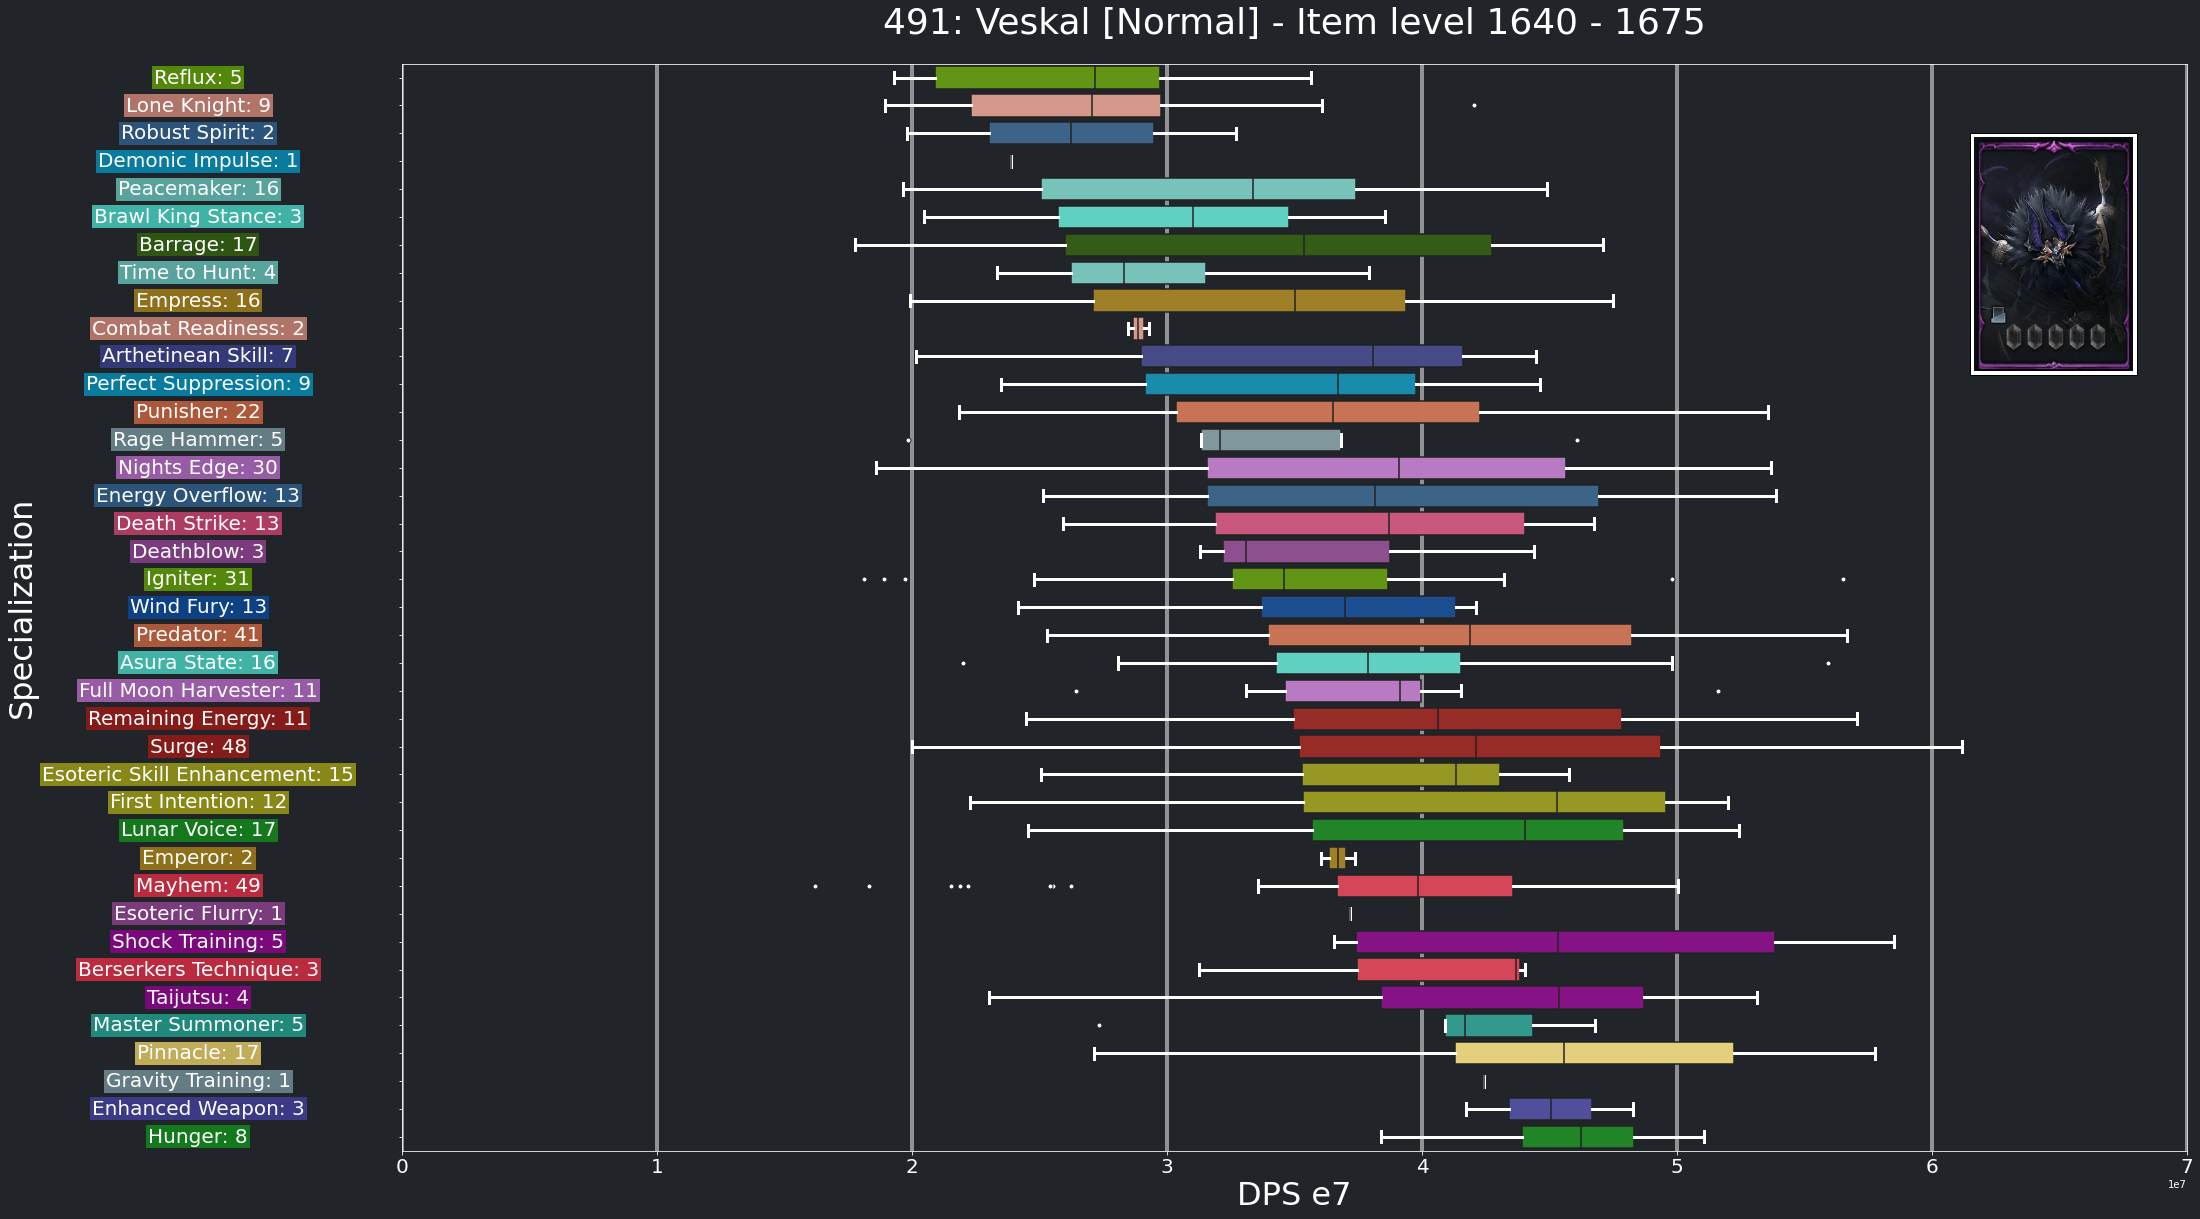 491: Veskal [Normal] - Item level 1640 - 1675
Reflux: 5
Lone Knight: 9
Robust Spirit: 2
Demonic Impulse: 1
Peacemaker: 16
Brawl King Stance: 3
Barrage: 17
Time to Hunt: 4
Empress: 16
Combat Readiness: 2
Arthetinean Skill: 7
Perfect Suppression: 9
Punisher: 22
Rage Hammer: 5
Nights Edge: 30
Energy Overflow: 13
Death Strike: 13
Deathblow: 3
Igniter: 31
Wind Fury: 13
Predator: 41
Asura State: 16
Full Moon Harvester: 11
Remaining Energy: 11
Surge: 48
Esoteric Skill Enhancement: 15
First Intention: 12
Lunar Voice: 17
Emperor: 2
Mayhem: 49
Esoteric Flurry: 1
Shock Training: 5
Berserkers Technique: 3
Taijutsu: 4
Master Summoner: 5
Pinnacle: 17
Gravity Training: 1
Enhanced Weapon: 3
Hunger: 8
Specialization
0 1 2 3 4 5 6 7
DPS e7
1e7